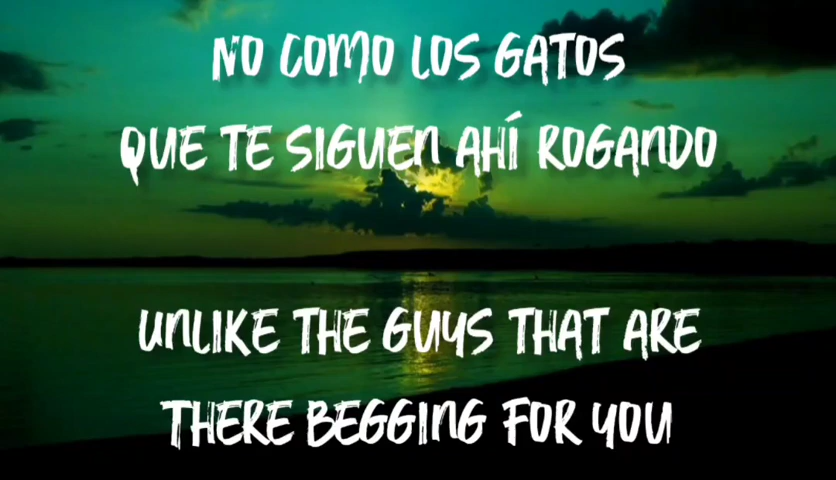 NO COMO LOS GATOS
QUE TE SIGUEN AHÍ ROGANDO
UNLIKE THE GUYS THAT ARE
THERE BEGGING FOR YOU